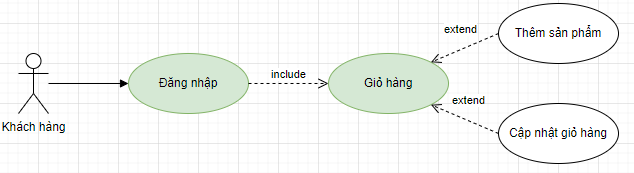 extend
Thêm sản phẩm
include
Đăng nhập
Giỏ hàng
extend
Khách hàng
Cập nhật giỏ hàng